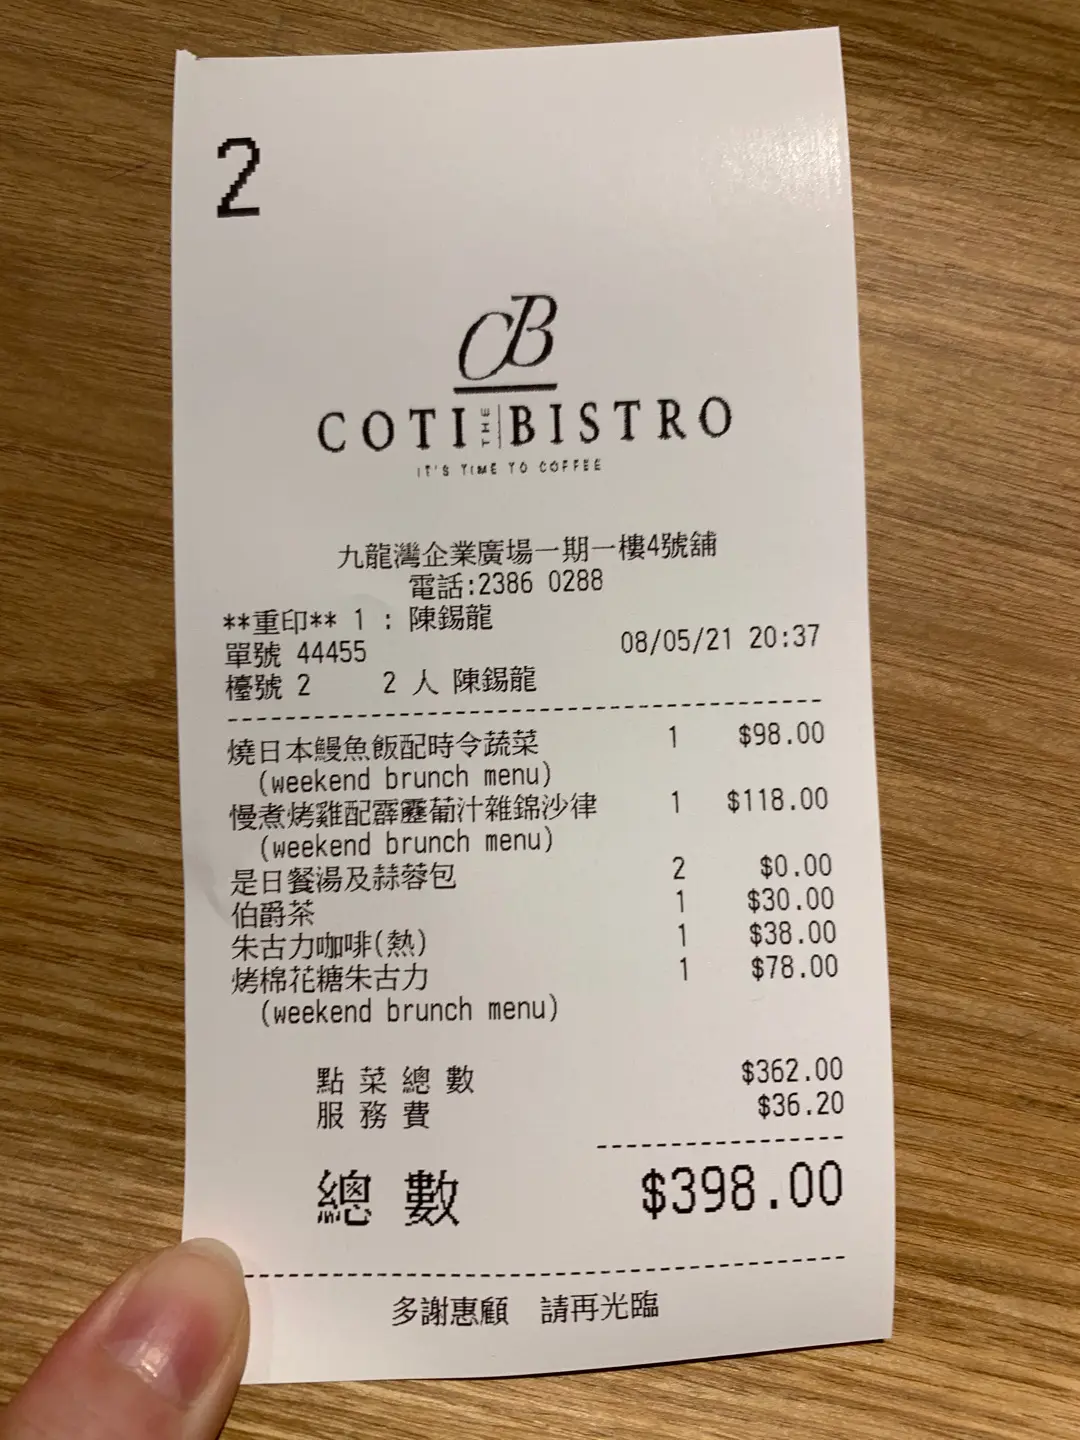 2
CB
COTI THE BISTRO
IT'S TIME TO COFFEE
九龍灣企業廣場一期一樓4號舖
電話:2386 0288
**重印** 1 : 陳錫龍
單號 44455 08/05/21 20:37
檯號 2 2 人 陳錫龍
燒日本鰻魚飯配時令蔬菜 1 $98.00
(weekend brunch menu)
慢煮烤雞配霹靂葡汁雜錦沙律 1 $118.00
(weekend brunch menu)
是日餐湯及蒜蓉包 2 $0.00
伯爵茶 1 $30.00
朱古力咖啡(熱) 1 $38.00
烤棉花糖朱古力 1 $78.00
(weekend brunch menu)
點菜總數 $362.00
服務費 $36.20
總數 $398.00
多謝惠顧 請再光臨